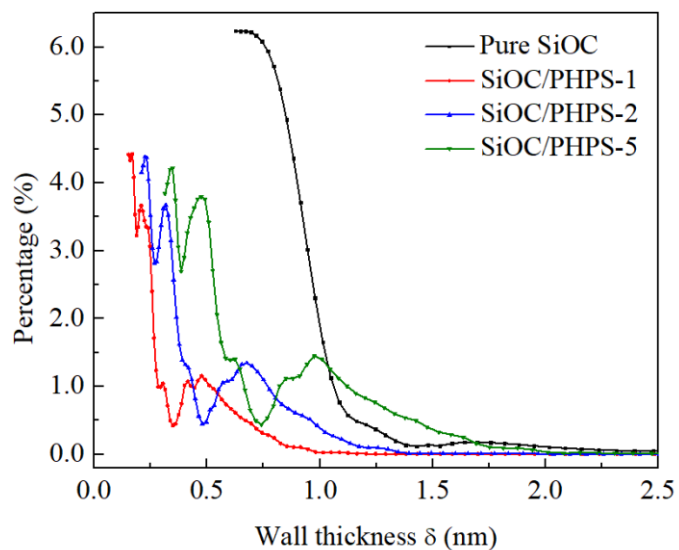 6.0
5.0
4.0
3.0
2.0
1.0
0.0
Percentage (%)
Pure SiOC
SiOC/PHPS-1
SiOC/PHPS-2
SiOC/PHPS-5
0.0 0.5 1.0 1.5 2.0 2.5
Wall thickness δ (nm)